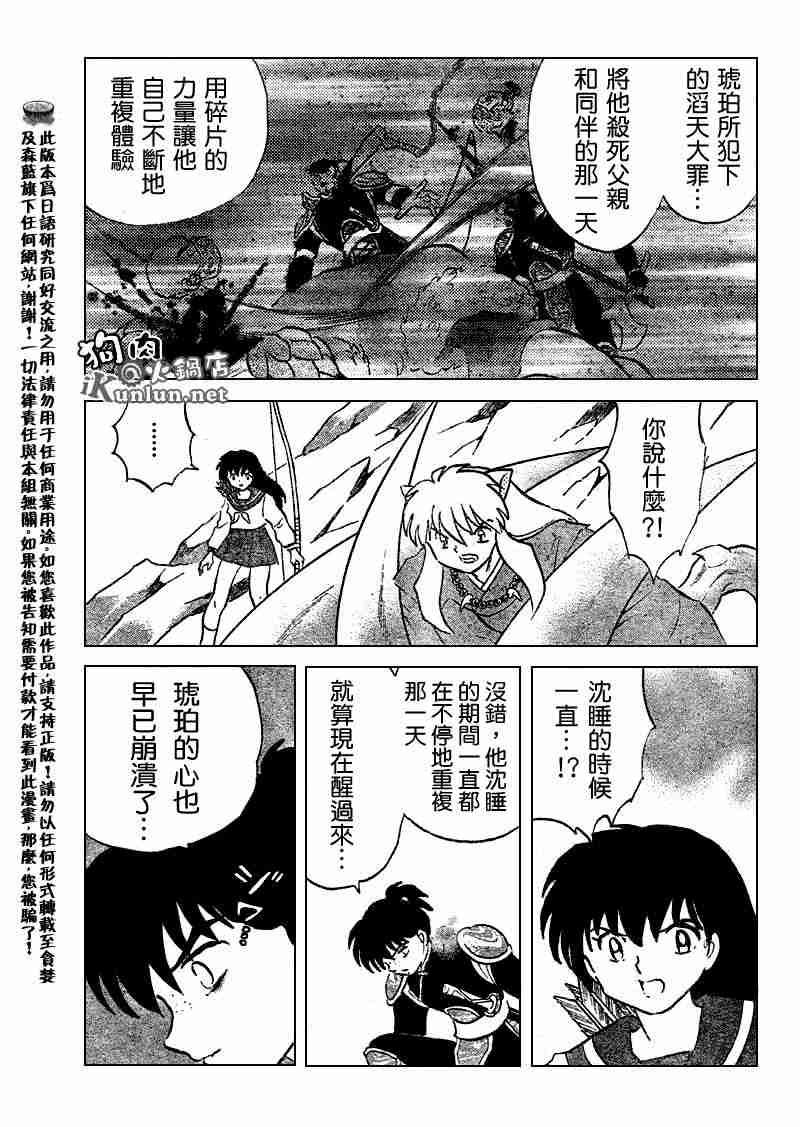 琥珀所犯下
的滔天大罪…
將他殺死父親
和同伴的那一天
用碎片的
力量讓他
自己不斷地
重複體驗
你說什麼?!
……
沈睡的時候
一直…!?
沒錯，他沈睡
的期間一直都
在不停地重複
那一天
就算現在醒過來…
琥珀的心也
早已崩潰了…
此版本爲日語研究同好交流之用,請勿用于任何商業用途。如您喜歡此作品,請支持正版！請勿以任何形式轉載至貪婪
及森藍旗下任何網站,謝謝！一切法律責任與本組無關。如果您被告知需要付款才能看到此漫畫,那麽,您被騙了！
狗肉
@火鍋店
iKunlun.net